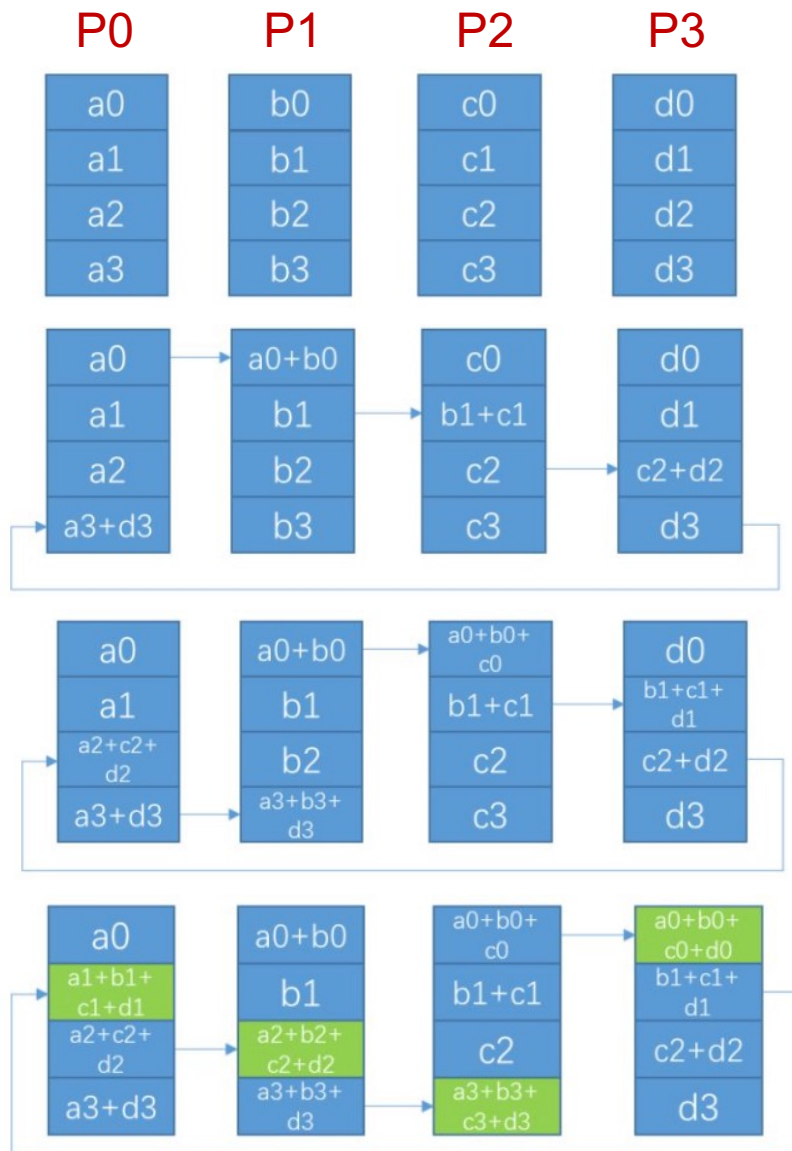 P0 P1 P2 P3
a0 b0 c0 d0
a1 b1 c1 d1
a2 b2 c2 d2
a3 b3 c3 d3
a0 a0+b0 c0 d0
a1 b1 b1+c1 d1
a2 b2 c2 c2+d2
a3+d3 b3 c3 d3
a0 a0+b0 a0+b0+
c0 d0
a1 b1 b1+c1 b1+c1+
d1
a2+c2+
d2 b2 c2 c2+d2
a3+d3 a3+b3+
d3 c3 d3
a0 a0+b0 a0+b0+
c0 a0+b0+
c0+d0
a1+b1+
c1+d1 b1 b1+c1 b1+c1+
d1
a2+c2+
d2 a2+b2+
c2+d2 c2 c2+d2
a3+d3 a3+b3+
d3 a3+b3+
c3+d3 d3